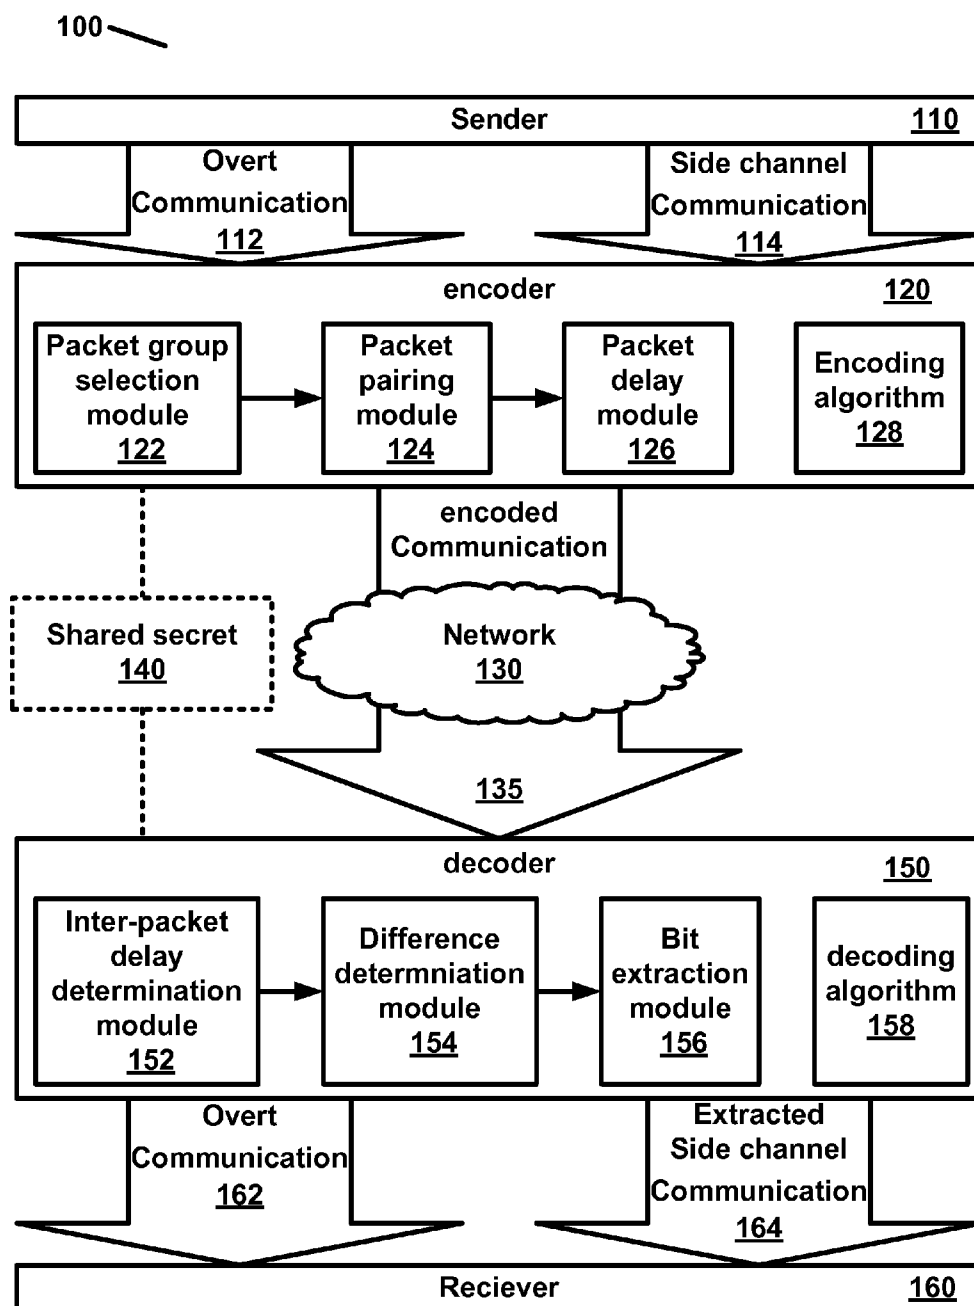 100
Sender 110
Overt
Communication
112
Side channel
Communication
114
encoder 120
Packet group
selection
module
122
Packet
pairing
module
124
Packet
delay
module
126
Encoding
algorithm
128
encoded
Communication
Shared secret
140
Network
130
135
decoder 150
Inter-packet
delay
determination
module
152
Difference
determniation
module
154
Bit
extraction
module
156
decoding
algorithm
158
Overt
Communication
162
Extracted
Side channel
Communication
164
Reciever 160